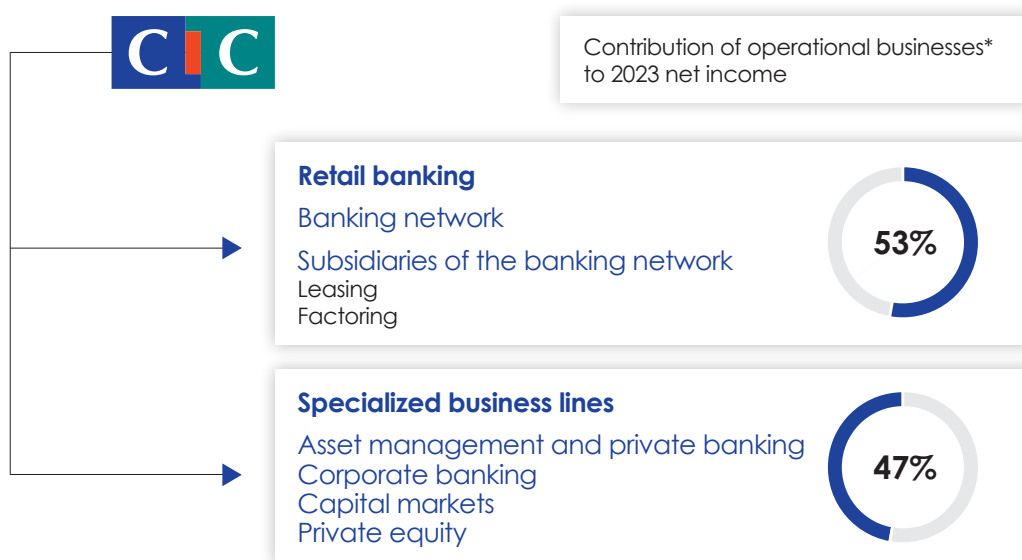 CIC
Contribution of operational businesses*
to 2023 net income
Retail banking
Banking network
Subsidiaries of the banking network
Leasing
Factoring
53%
Specialized business lines
Asset management and private banking
Corporate banking
Capital markets
Private equity
47%